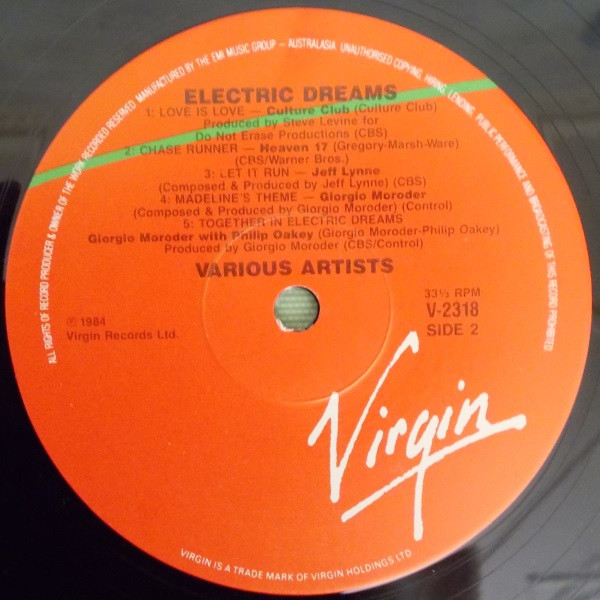 ALL RIGHTS OF RECORD PRODUCER & OWNER OF THE WORK RECORDED RESERVED. MANUFACTURED BY THE EMI MUSIC GROUP – AUSTRALASIA UNAUTHORISED COPYING, HIRING, LENDING, PUBLIC PERFORMANCE AND BROADCASTING OF THIS RECORD PROHIBITED
ELECTRIC DREAMS
1: LOVE IS LOVE — Culture Club (Culture Club)
Produced by Steve Levine for
Do Not Erase Productions (CBS)
2: CHASE RUNNER — Heaven 17 (Gregory-Marsh-Ware)
(CRS/Warner Bros.)
3: LET IT RUN — Jeff Lynne
(Composed & Produced by Jeff Lynne) (CBS)
4: MADELINE'S THEME — Giorgio Moroder
(Composed & Produced by Giorgio Moroder) (Control)
5: TOGETHER IN ELECTRIC DREAMS
Giorgio Moroder with Philip Oakey (Giorgio Moroder-Philip Oakey)
Produced by Giorgio Moroder (CBS/Control)
VARIOUS ARTISTS
℗ 1984
Virgin Records Ltd.
33⅓ RPM
V-2318
SIDE 2
Virgin
VIRGIN IS A TRADE MARK OF VIRGIN HOLDINGS LTD